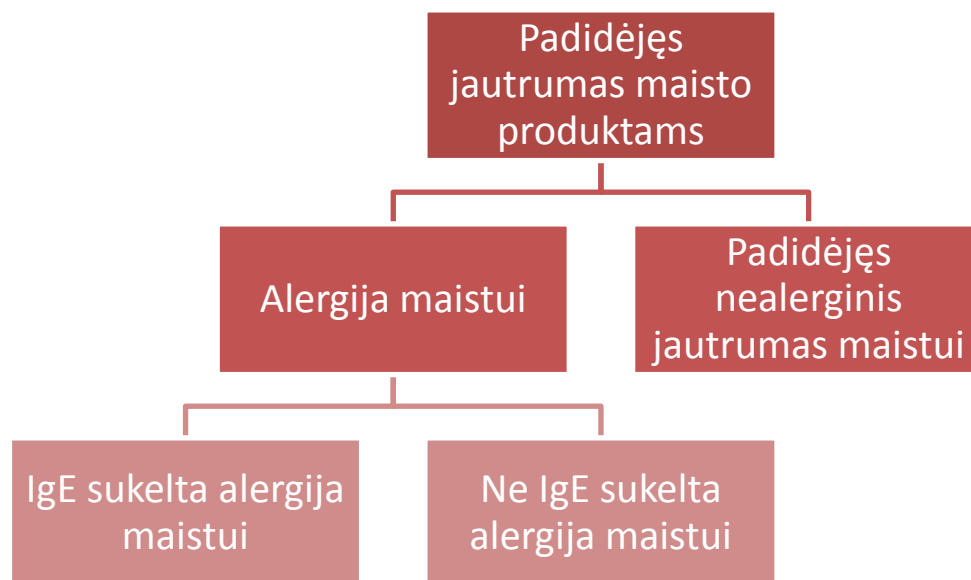 Padidėjęs
jautrumas maisto
produktams
Alergija maistui
Padidėjęs
nealerginis
jautrumas maistui
IgE sukelta alergija
maistui
Ne IgE sukelta
alergija maistui